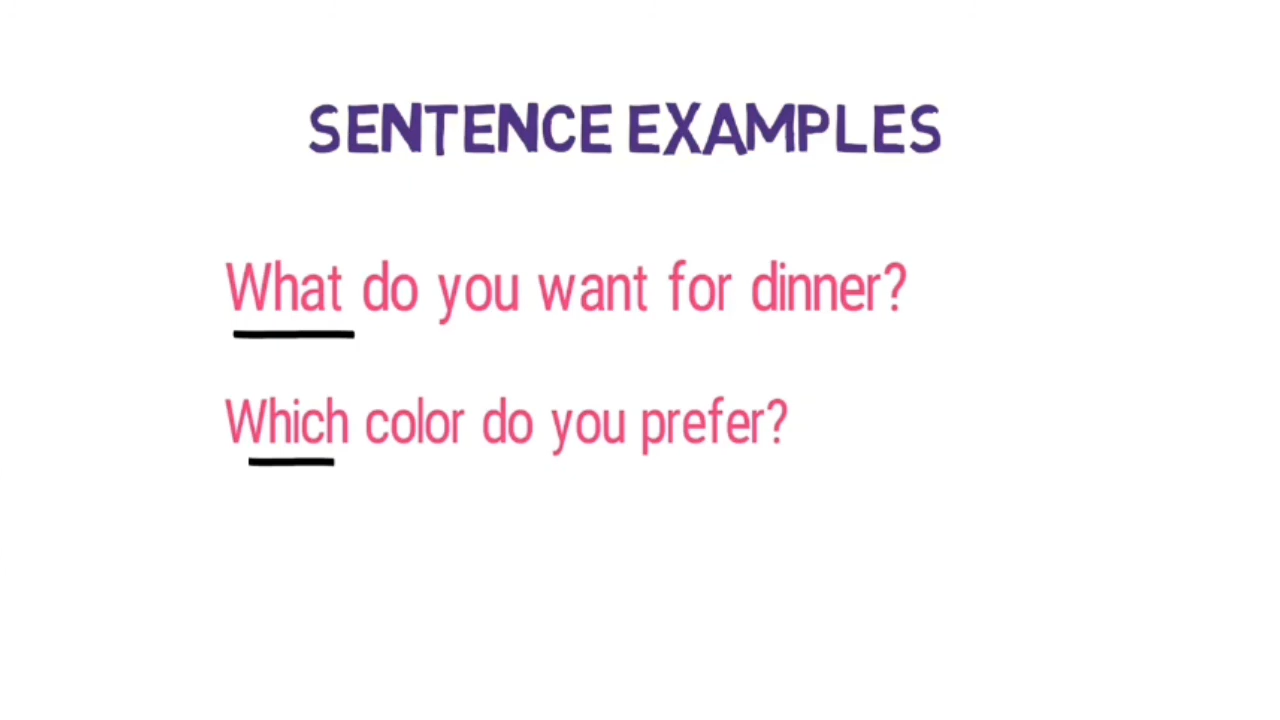 SENTENCE EXAMPLES
What do you want for dinner?
Which color do you prefer?